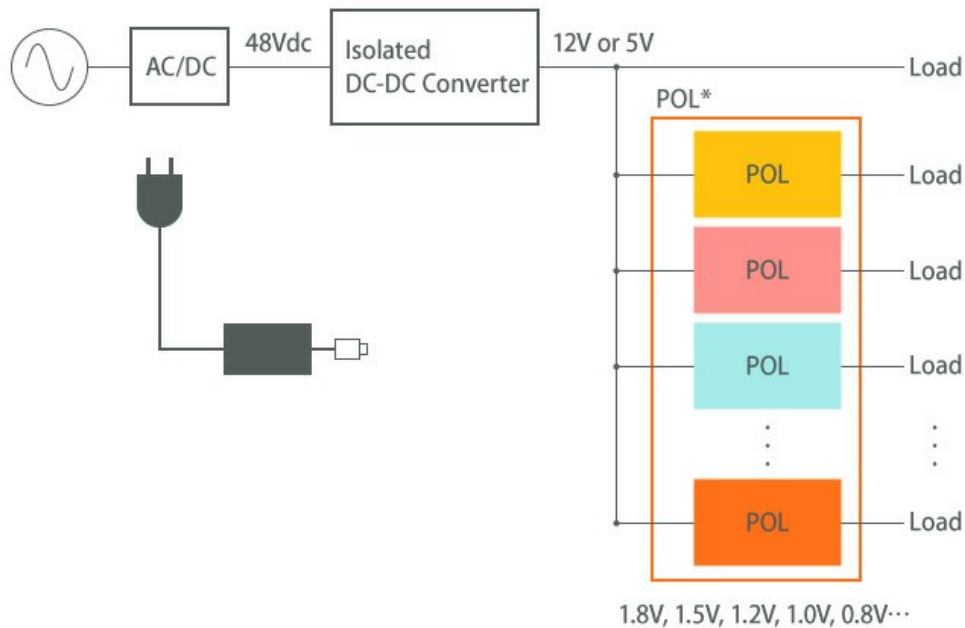 48Vdc
12V or 5V
AC/DC
Isolated
DC-DC Converter
Load
POL*
POL
Load
POL
Load
POL
Load
POL
Load
1.8V, 1.5V, 1.2V, 1.0V, 0.8V⋯